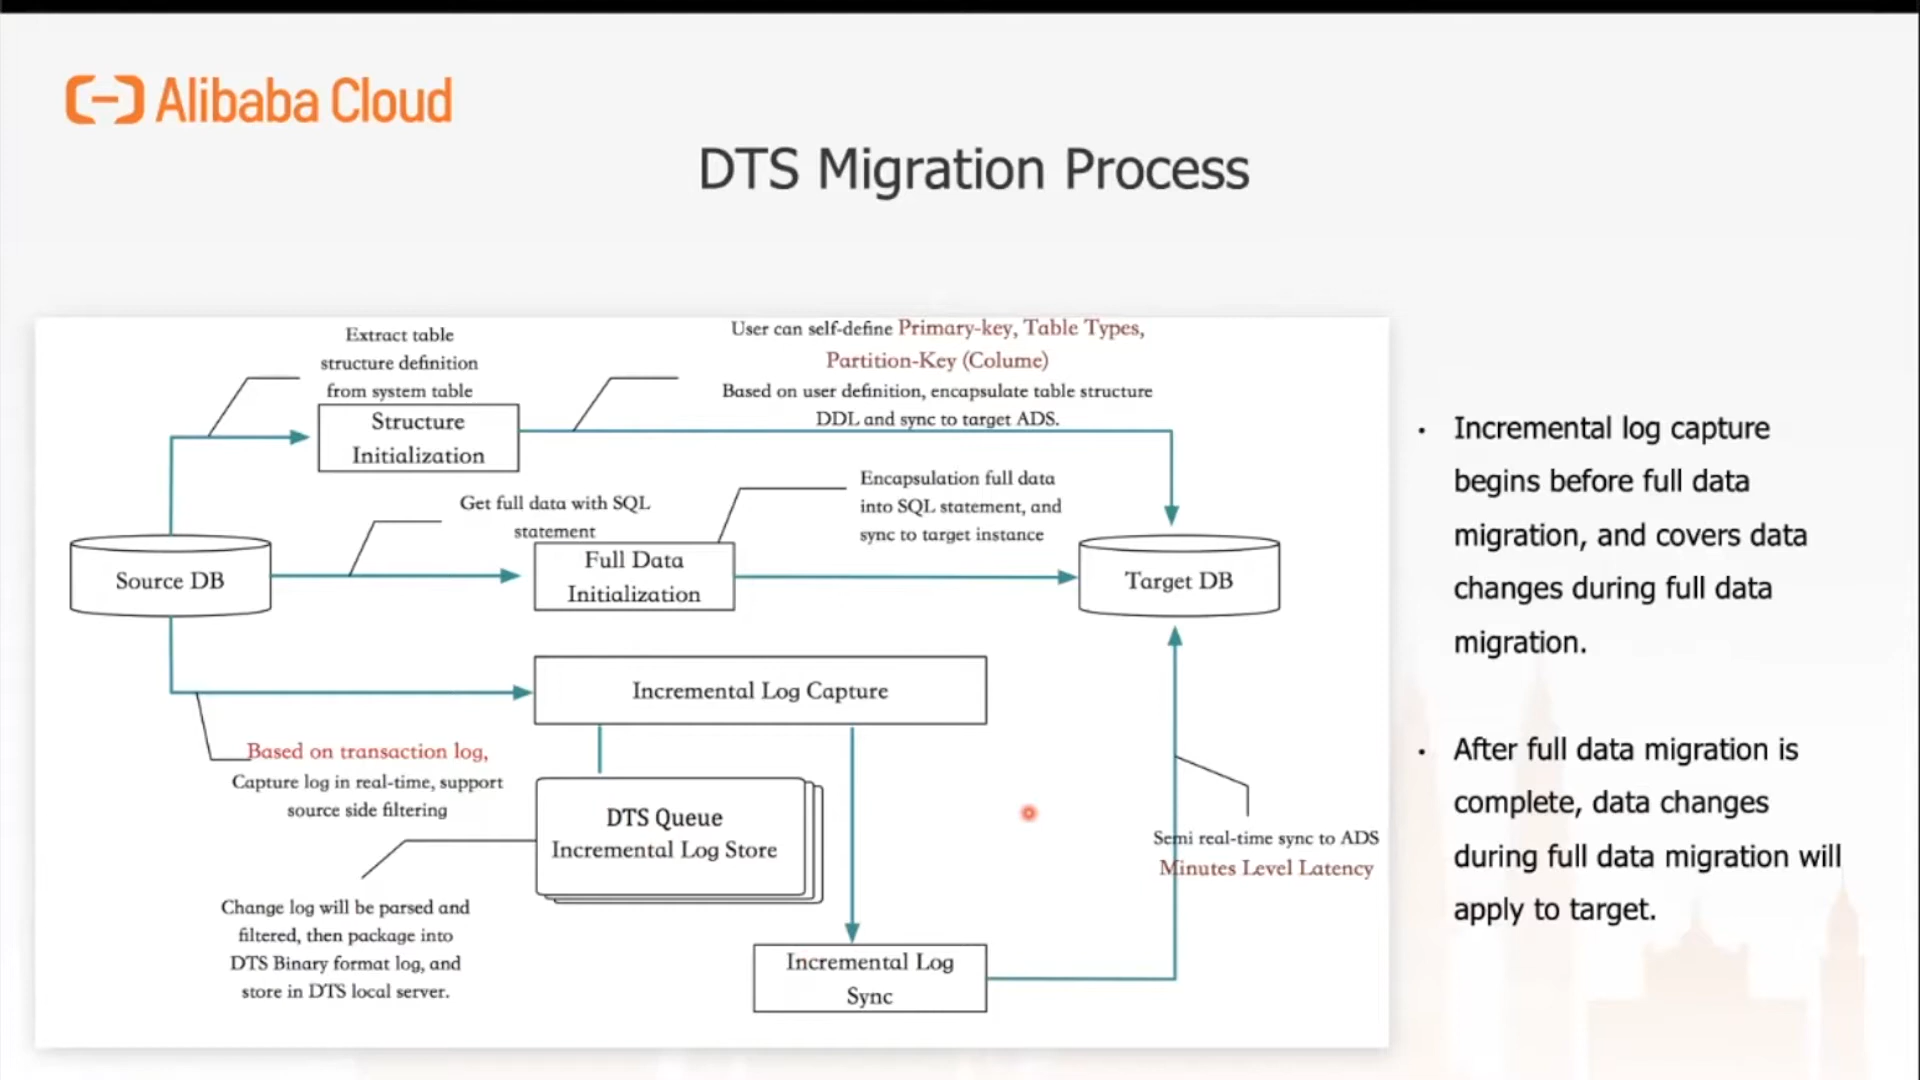 Alibaba Cloud
DTS Migration Process
Extract table
structure definition
from system table
User can self-define Primary-key, Table Types,
Partition-Key (Colume)
Based on user definition, encapsulate table structure
DDL and sync to target ADS.
Structure
Initialization
Get full data with SQL
statement
Encapsulation full data
into SQL statement, and
sync to target instance
Source DB
Full Data
Initialization
Target DB
Incremental Log Capture
Based on transaction log,
Capture log in real-time, support
source side filtering
DTS Queue
Incremental Log Store
Semi real-time sync to ADS
Minutes Level Latency
Change log will be parsed and
filtered, then package into
DTS Binary format log, and
store in DTS local server.
Incremental Log
Sync
• Incremental log capture
begins before full data
migration, and covers data
changes during full data
migration.
• After full data migration is
complete, data changes
during full data migration will
apply to target.